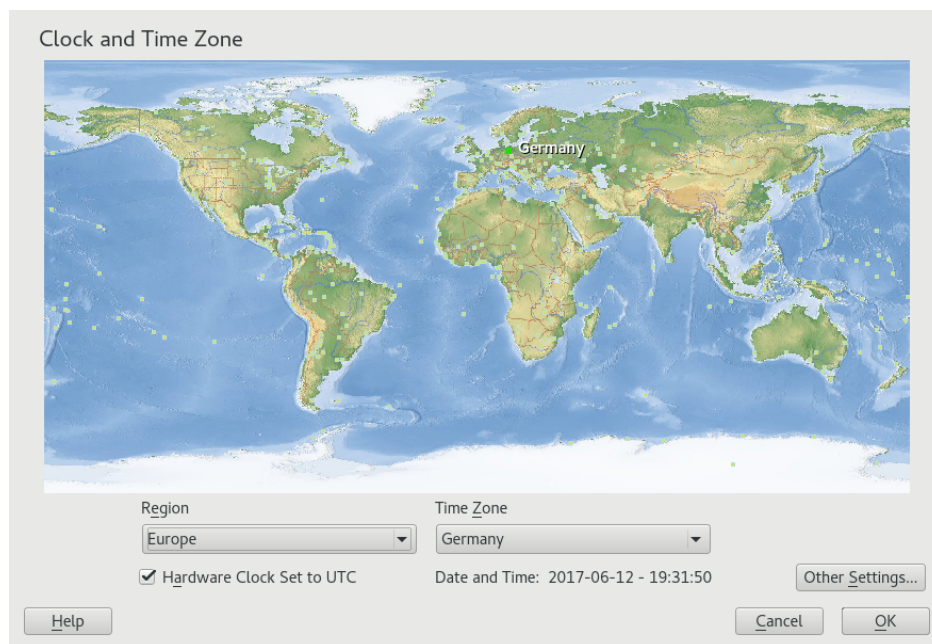 Clock and Time Zone
Germany
Region
Time Zone
Europe
Germany
Hardware Clock Set to UTC
Date and Time: 2017-06-12 - 19:31:50
Other Settings...
Help
Cancel
OK